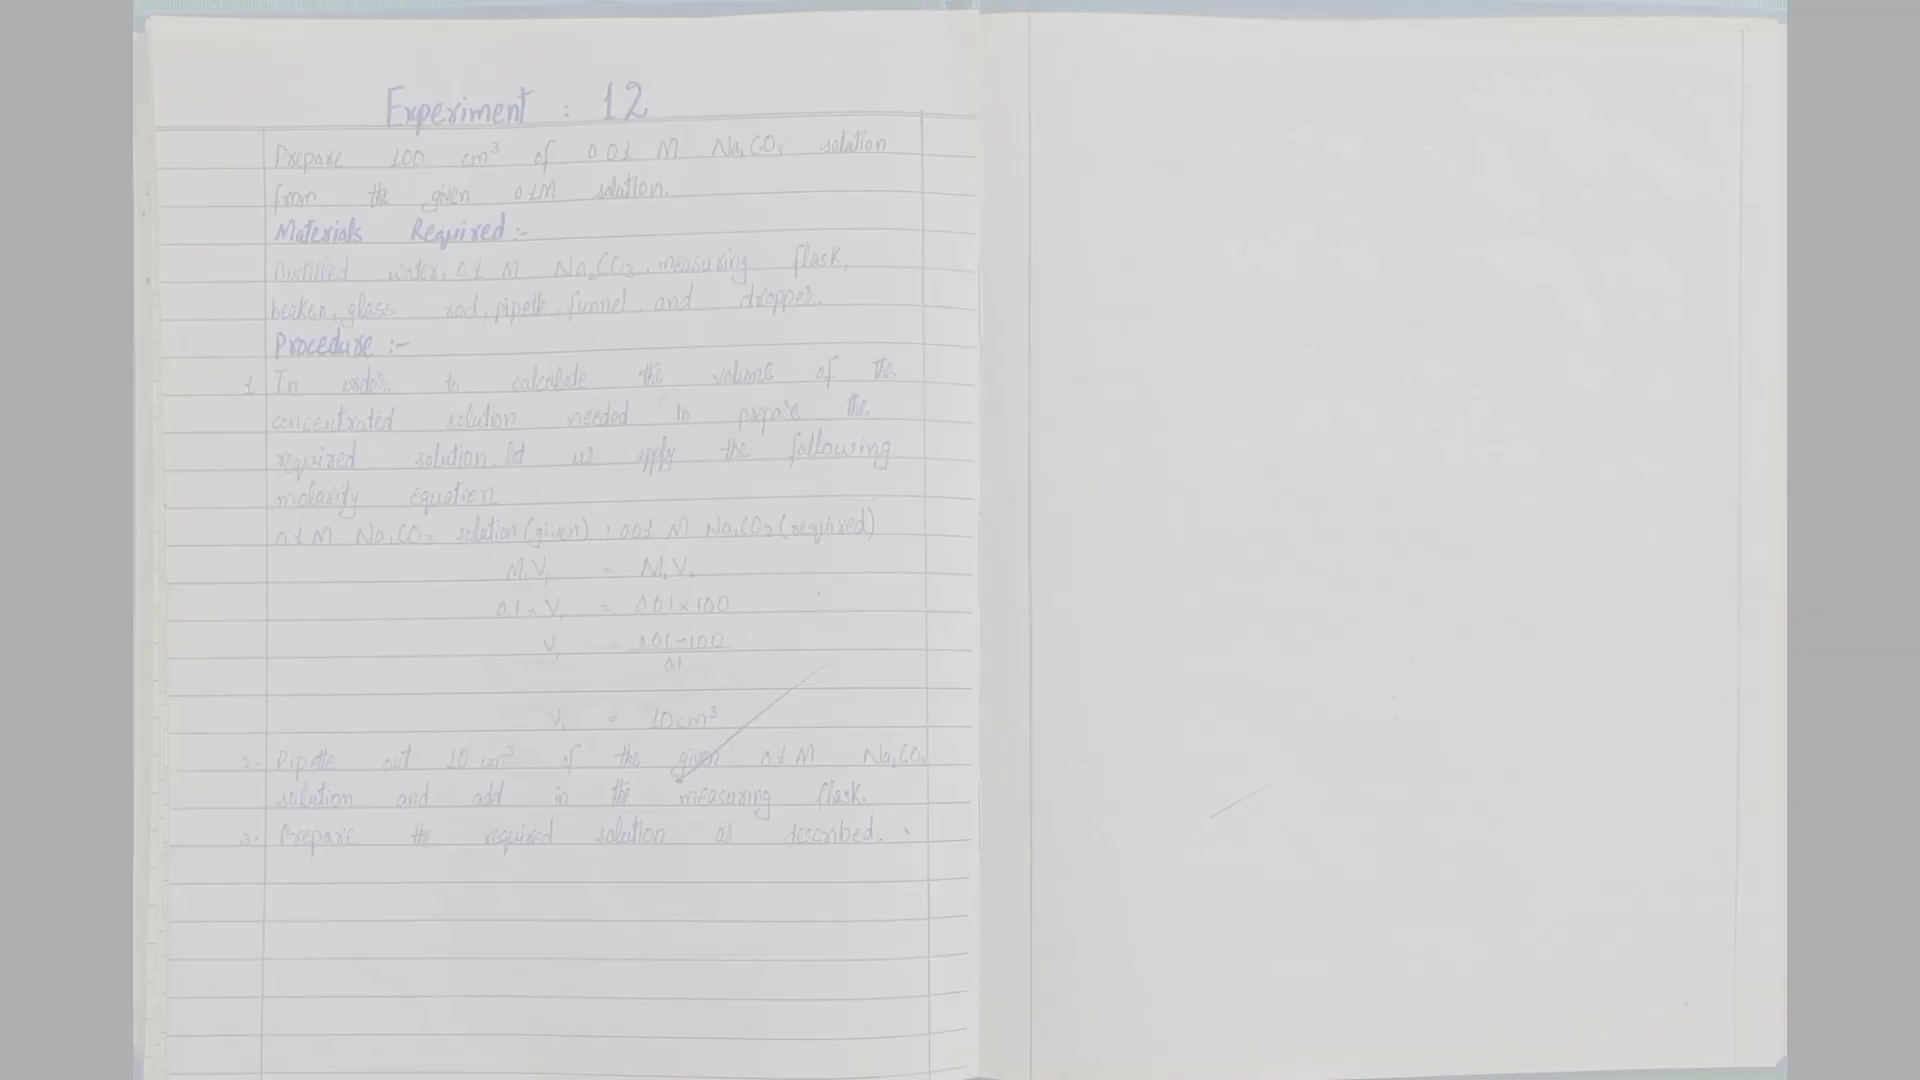 Experiment : 12
Prepare 100 cm³ of 0.01 M Na₂CO₃ solution
from the given 0.1M solution.
Materials Required :-
Distilled water, 0.1 M Na₂CO₃, measuring flask,
beaker, glass rod, pipette, funnel, and dropper.
Procedure :-
1. In order to calculate the volume of the
concentrated solution needed to prepare the
required solution let us apply the following
molarity equation
0.1 M Na₂CO₃ solution (given) : 0.01 M Na₂CO₃ (required)
M₁V₁ = M₂V₂
0.1 × V₁ = 0.01 × 100
V₁ = 0.01 × 100 / 0.1
V₁ = 10 cm³
2. Pipette out 10 cm³ of the given 0.1 M Na₂CO₃
solution and add in the measuring flask.
3. Prepare the required solution as described.